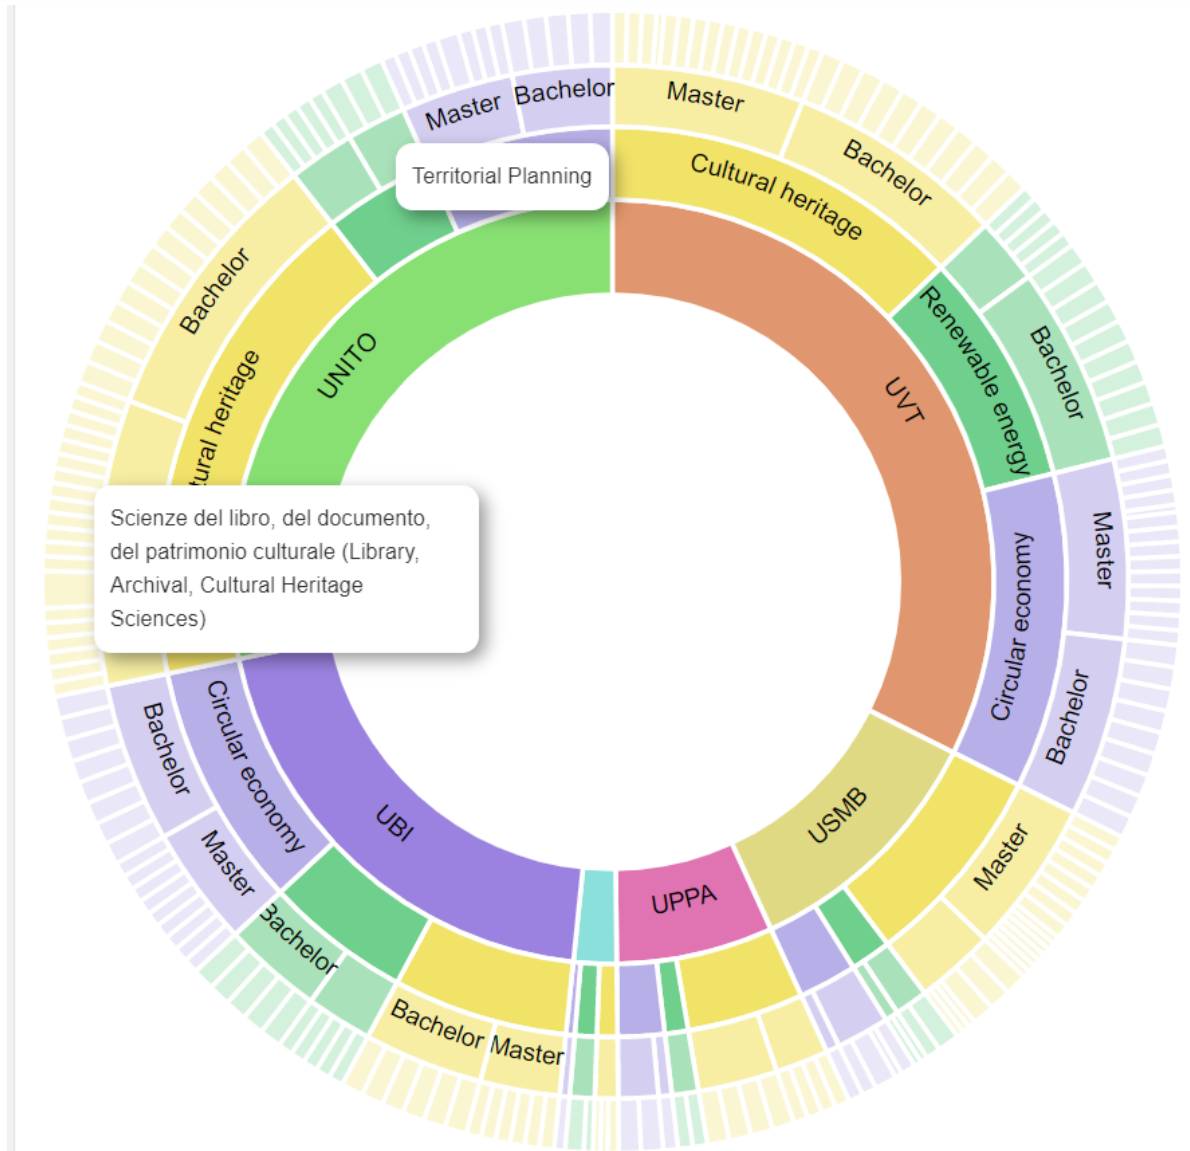 Master
Bachelor
Master
Bachelor
Cultural heritage
Territorial Planning
Renewable energy
Bachelor
Bachelor
UNITO
UVT
tural heritage
Scienze del libro, del documento,
del patrimonio culturale (Library,
Archival, Cultural Heritage
Sciences)
Circular economy
Master
Bachelor
Circular economy
Bachelor
Master
UBI
USMB
Master
UPPA
Bachelor
Bachelor
Master